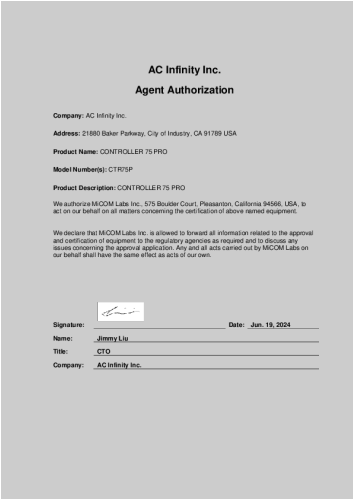 AC Infinity Inc.
Agent Authorization
Company: AC Infinity Inc.
Address: 21880 Baker Parkway, City of Industry, CA 91789 USA
Product Name: CONTROLLER 75 PRO
Model Number(s): CTR75P
Product Description: CONTROLLER 75 PRO
We authorize MiCOM Labs Inc., 575 Boulder Court, Pleasanton, California 94566, USA, to
act on our behalf on all matters concerning the certification of above named equipment.
We declare that MiCOM Labs Inc. is allowed to forward all information related to the approval
and certification of equipment to the regulatory agencies as required and to discuss any
issues concerning the approval application. Any and all acts carried out by MiCOM Labs on
our behalf shall have the same effect as acts of our own.
Signature: Date: Jun. 19, 2024
Name: Jimmy Liu
Title: CTO
Company: AC Infinity Inc.